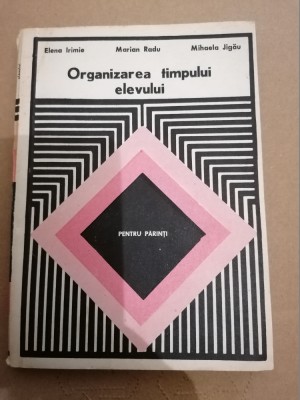 Elena Irimie Marian Radu Mihaela Jigău
Organizarea timpului
elevului
PENTRU PĂRINȚI